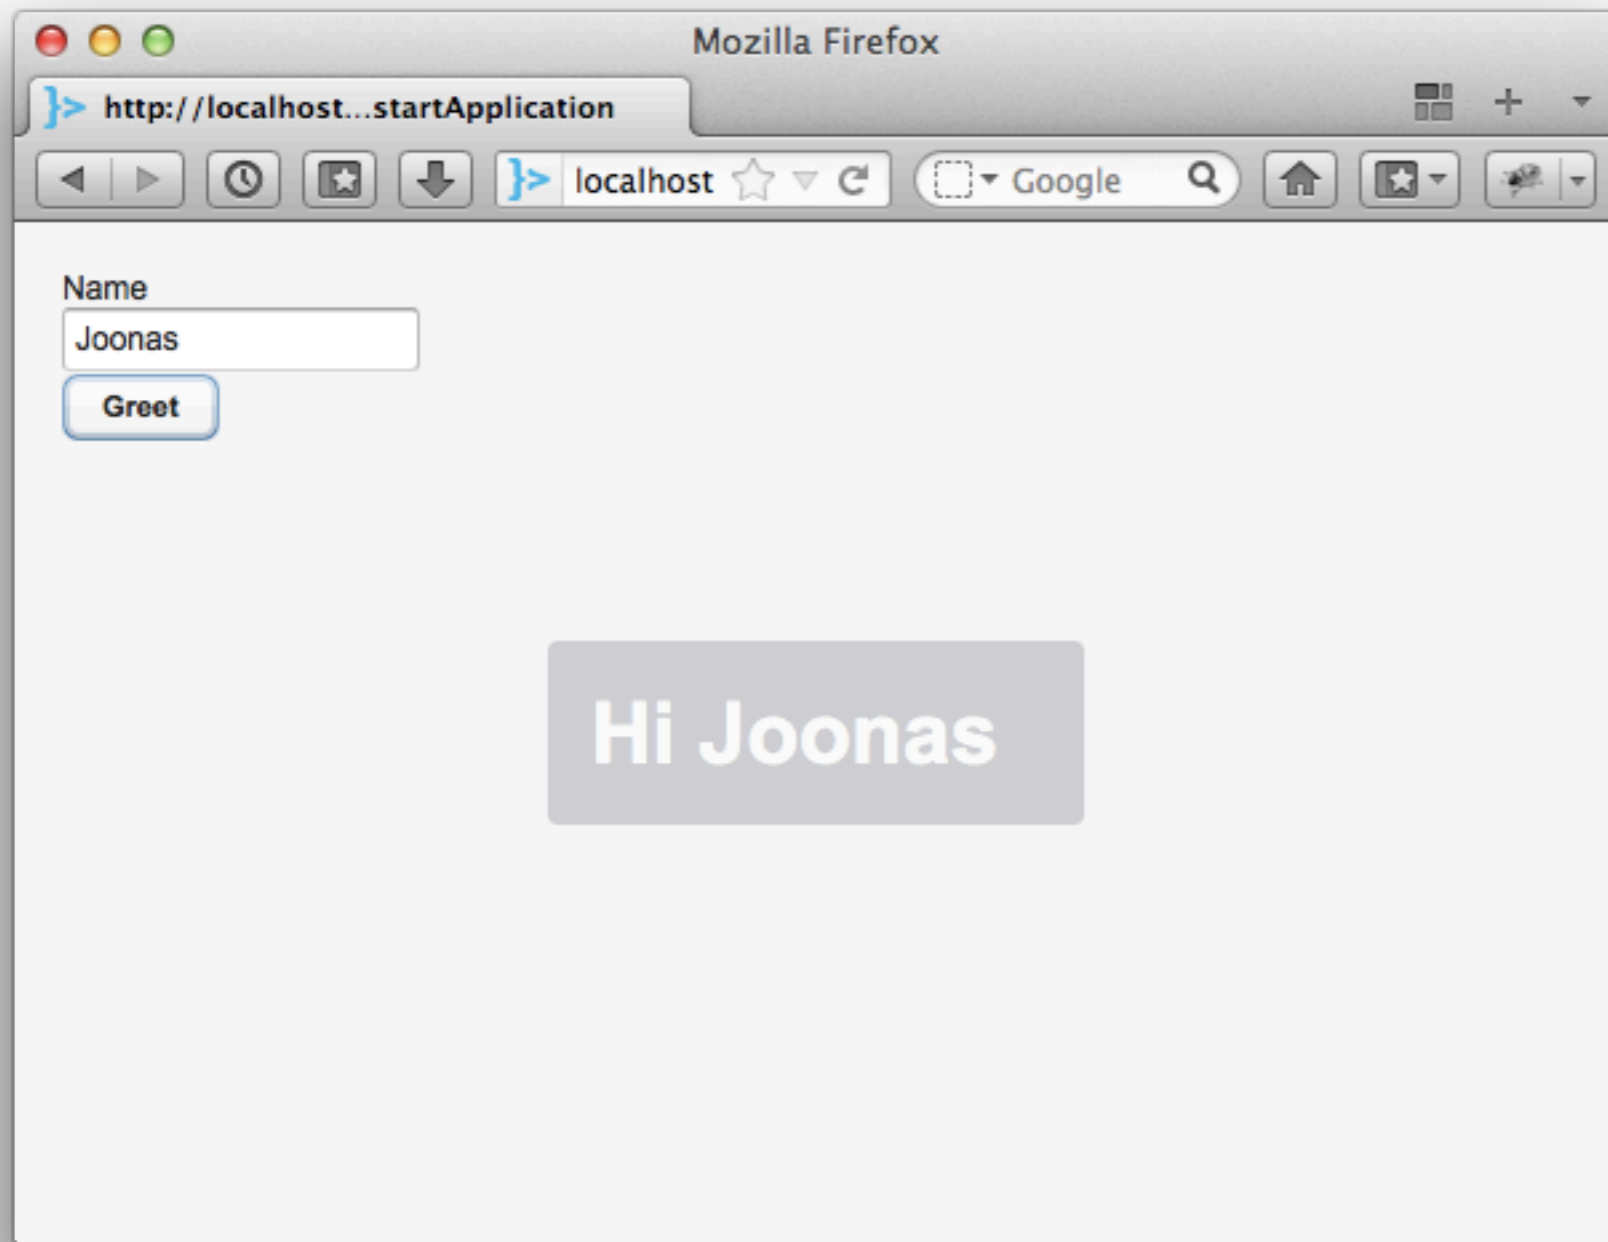 Mozilla Firefox
}> http://localhost...startApplication
}> localhost Google
Name
Joonas
Greet
Hi Joonas